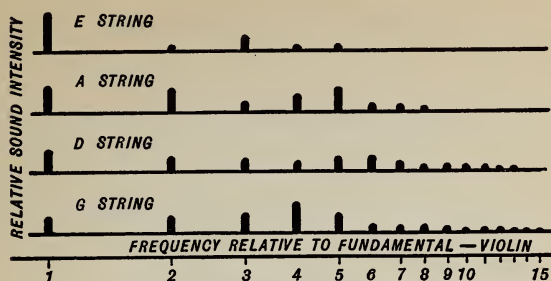 RELATIVE SOUND INTENSITY
E STRING
A STRING
D STRING
G STRING
FREQUENCY RELATIVE TO FUNDAMENTAL — VIOLIN
1 2 3 4 5 6 7 8 9 10 15